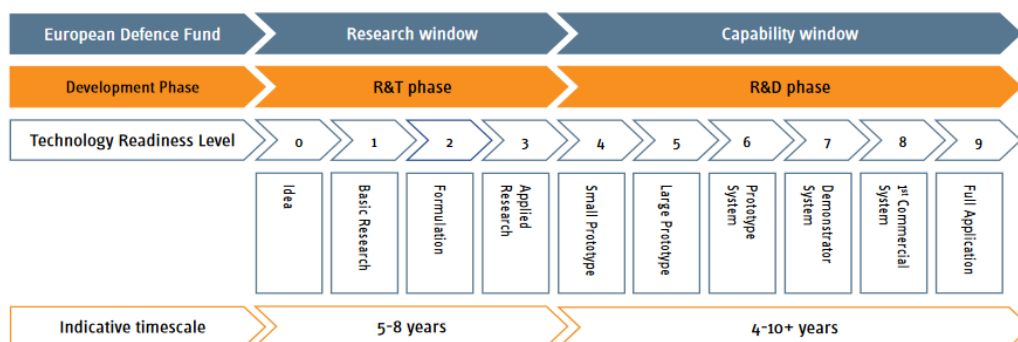 European Defence Fund
Research window
Capability window
Development Phase
R&T phase
R&D phase
Technology Readiness Level
0
1
2
3
4
5
6
7
8
9
Idea
Basic Research
Formulation
Applied
Research
Small Prototype
Large Prototype
Prototype
System
Demonstrator
System
1st Commercial
System
Full Application
Indicative timescale
5-8 years
4-10+ years